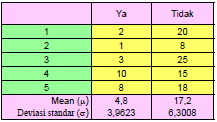 Ya Tidak
1 2 20
2 1 8
3 3 25
4 10 15
5 8 18
Mean (μ) 4,8 17,2
Deviasi standar (σ) 3,9623 6,3008